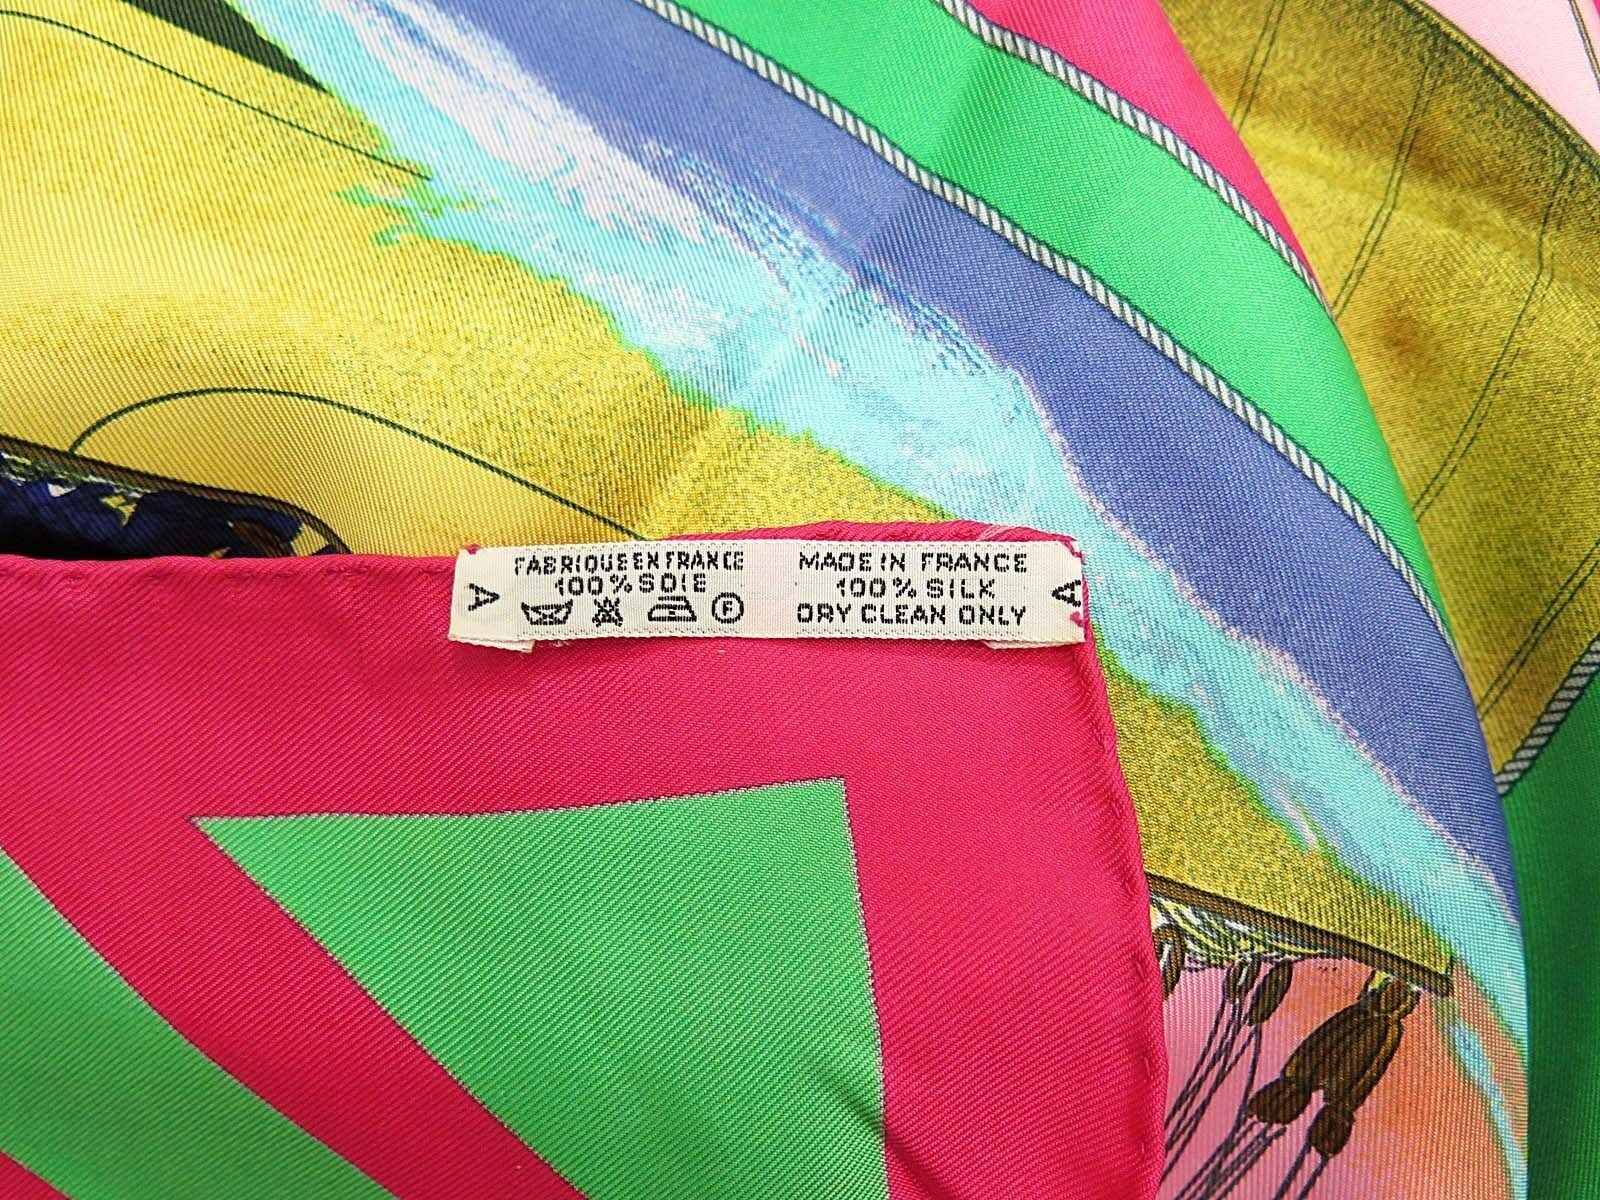 FABRIQUE EN FRANCE
100% SOIE
F
MADE IN FRANCE
100% SILK
DRY CLEAN ONLY
A
A